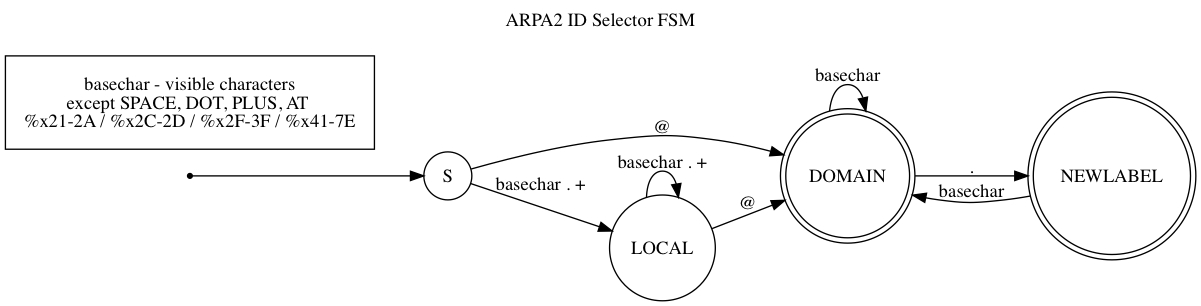 ARPA2 ID Selector FSM
basechar - visible characters
except SPACE, DOT, PLUS, AT
%x21-2A / %x2C-2D / %x2F-3F / %x41-7E
S
@
basechar . +
basechar . +
LOCAL
@
basechar
DOMAIN
.
basechar
NEWLABEL